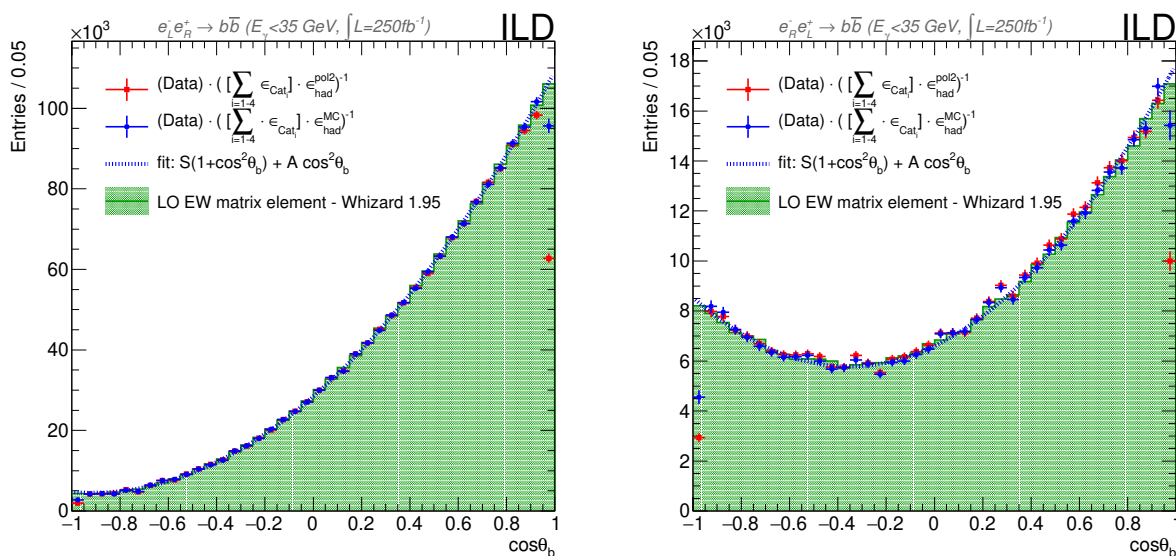 e⁻_L e⁺_R → bb̅ (E_γ<35 GeV, ∫L=250fb⁻¹) ILD
×10³
Entries / 0.05
(Data) · ( [∑_{i=1-4} ϵ_{Cat_i}] · ϵ^{pol2}_{had})⁻¹
(Data) · ( [∑_{i=1-4} · ϵ_{Cat_i}] · ϵ^{MC}_{had})⁻¹
fit: S(1+cos²θ_b) + A cos²θ_b
LO EW matrix element - Whizard 1.95
100
80
60
40
20
0
−1 −0.8 −0.6 −0.4 −0.2 0 0.2 0.4 0.6 0.8 1
cosθ_b
e⁻_R e⁺_L → bb̅ (E_γ<35 GeV, ∫L=250fb⁻¹) ILD
×10³
Entries / 0.05
(Data) · ( [∑_{i=1-4} ϵ_{Cat_i}] · ϵ^{pol2}_{had})⁻¹
(Data) · ( [∑_{i=1-4} · ϵ_{Cat_i}] · ϵ^{MC}_{had})⁻¹
fit: S(1+cos²θ_b) + A cos²θ_b
LO EW matrix element - Whizard 1.95
18
16
14
12
10
8
6
4
2
0
−1 −0.8 −0.6 −0.4 −0.2 0 0.2 0.4 0.6 0.8 1
cosθ_b